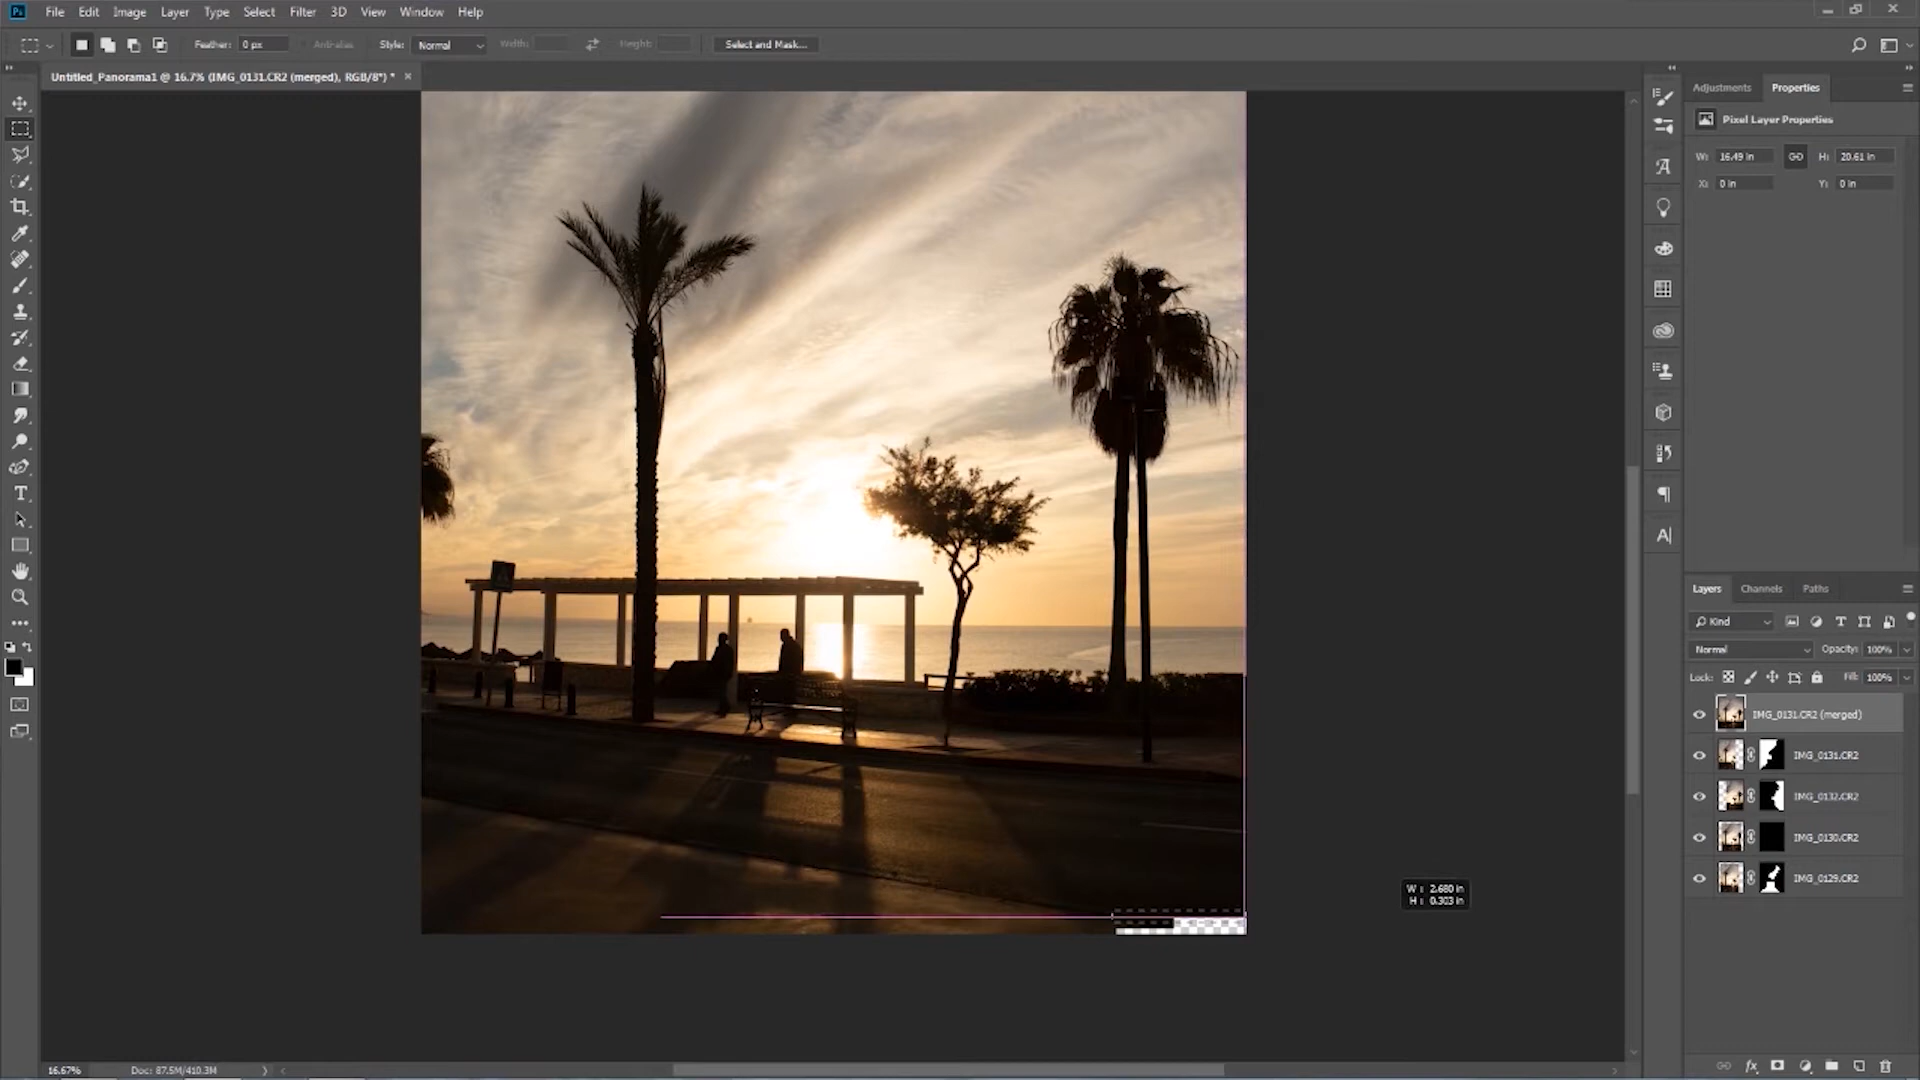 Ps File Edit Image Layer Type Select Filter 3D View Window Help
Feather: 0 px Anti-alias Style: Normal Width: Height: Select and Mask...
Untitled_Panorama1 @ 16.7% (IMG_0131.CR2 (merged), RGB/8*) *
Adjustments Properties
Pixel Layer Properties
W: 16.49 in H: 20.61 in
X: 0 in Y: 0 in
W : 2.680 in
H : 0.303 in
Layers Channels Paths
Kind
Normal Opacity: 100%
Lock: Fill: 100%
IMG_0131.CR2 (merged)
IMG_0131.CR2
IMG_0132.CR2
IMG_0130.CR2
IMG_0129.CR2
16.67% Doc: 87.5M/410.3M